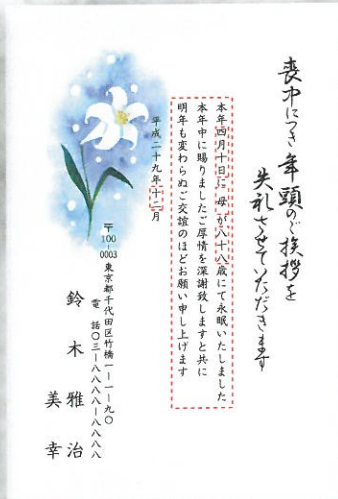 喪中につき年頭のご挨拶を
失礼させていただきます
本年四月十日に 母 が八十八歳にて永眠いたしました
本年中に賜りましたご厚情を深謝致しますと共に
明年も変わらぬご交誼のほどお願い申し上げます
平成二十九年十二月
〒100-0003
東京都千代田区竹橋一-一-九〇
電話〇三-八八八八-八八八八
鈴木雅治
美幸